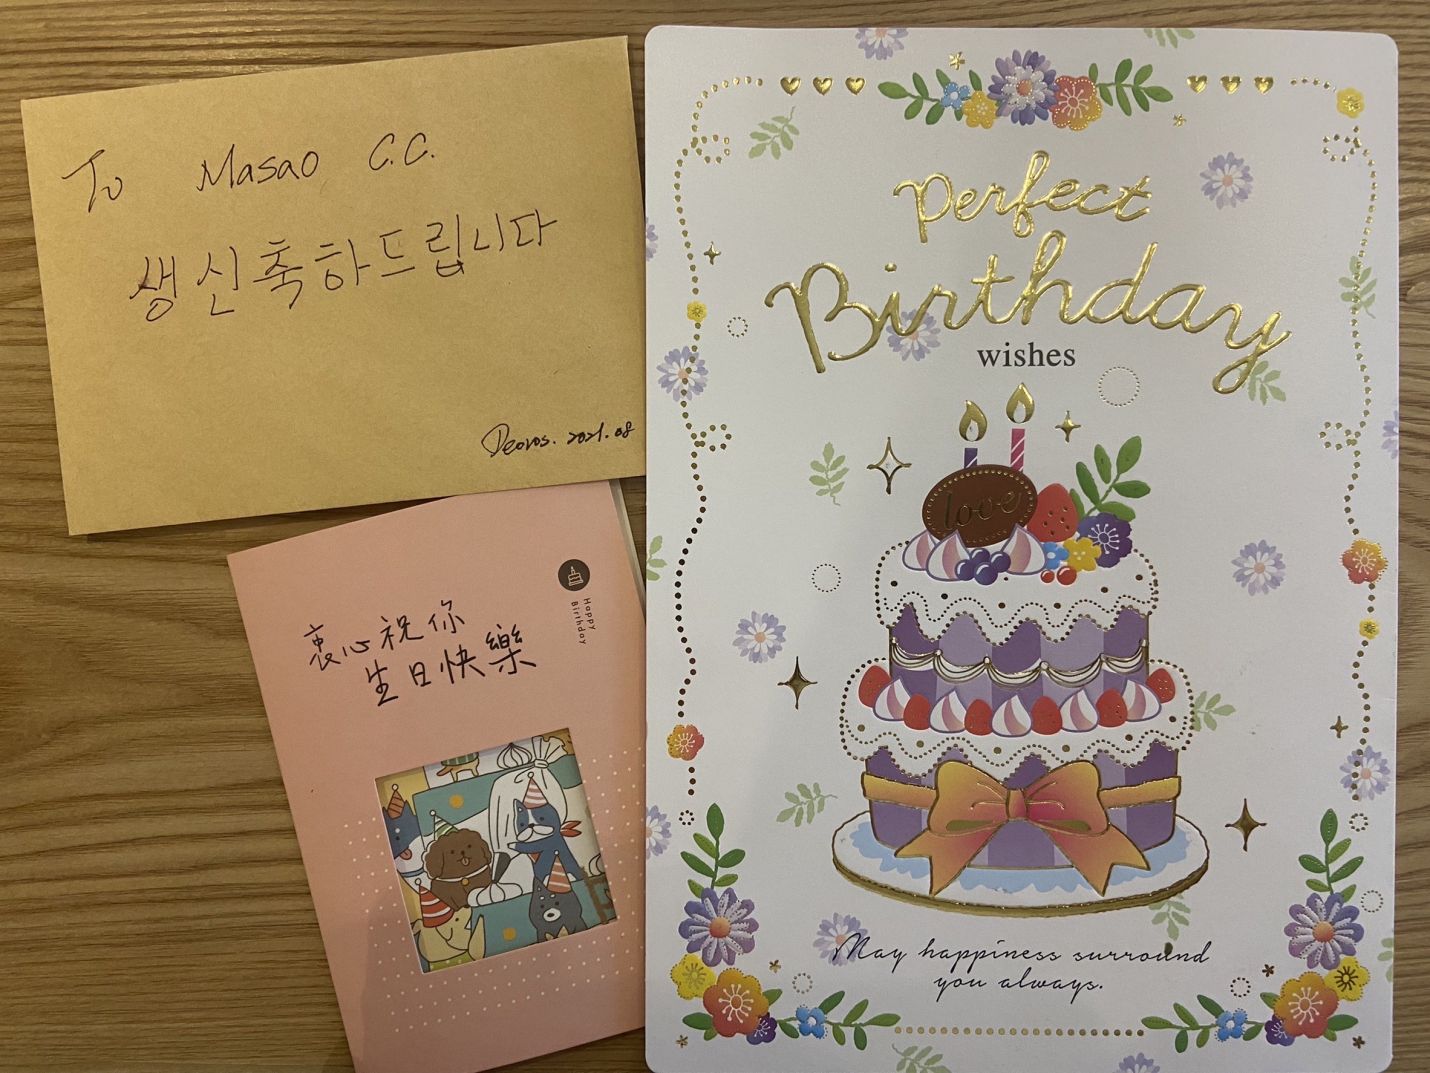 To Masao C.C.
생신축하드립니다
Deoros. 2021.08
Happy
Birthday
衷心祝你
生日快樂
perfect
Birthday
wishes
love
May happiness surround
you always.